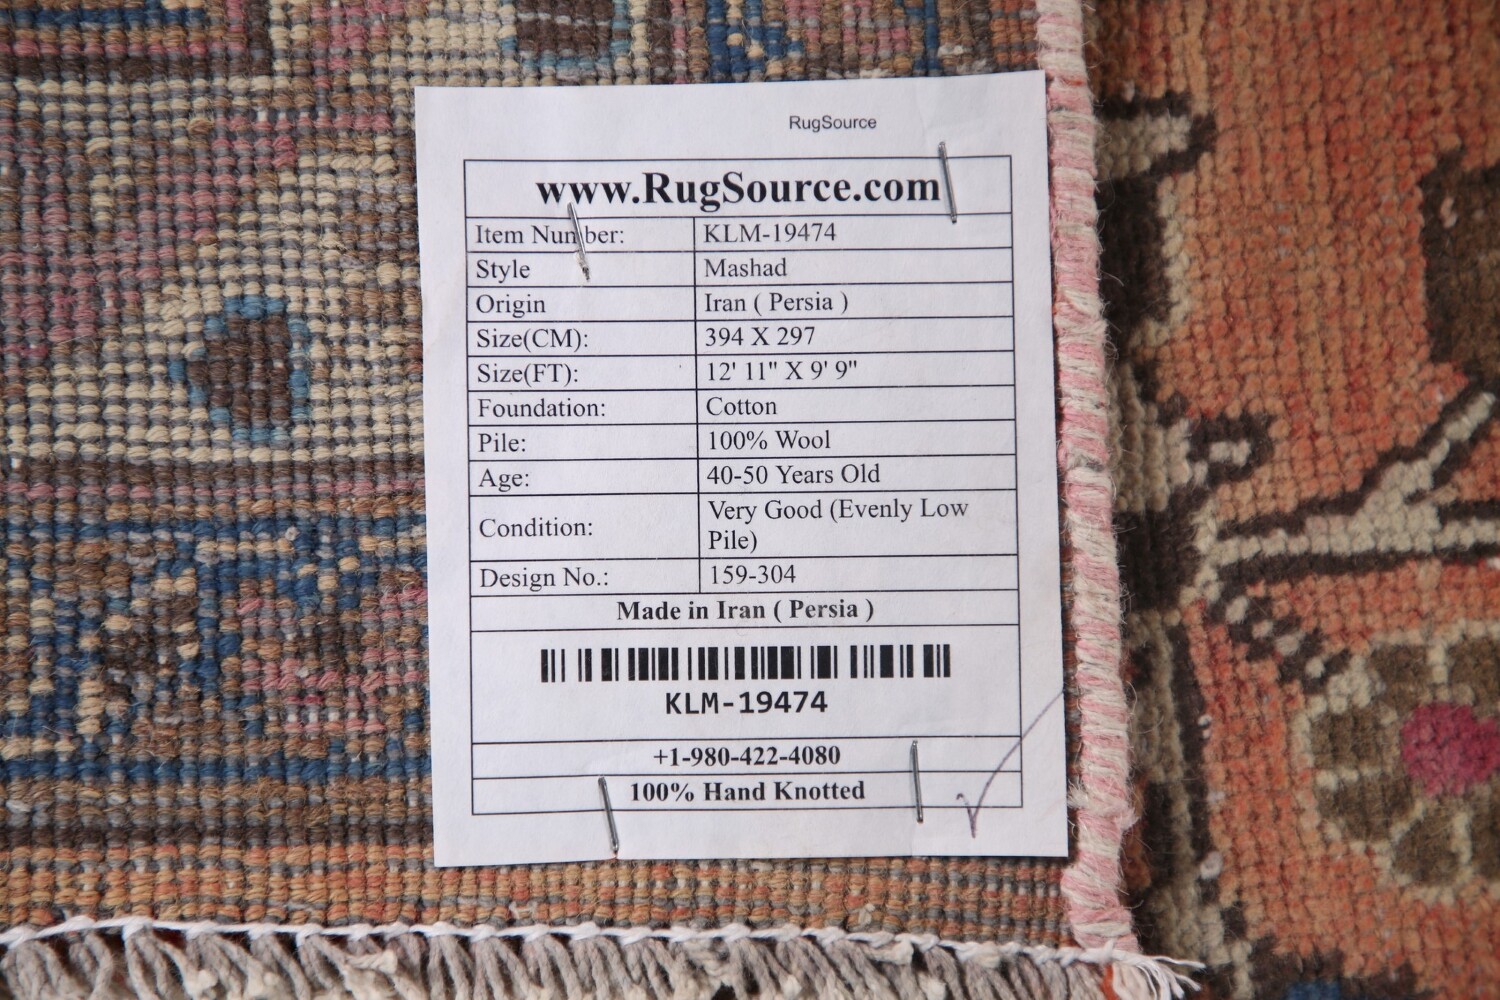 RugSource
www.RugSource.com
Item Number: KLM-19474
Style Mashad
Origin Iran ( Persia )
Size(CM): 394 X 297
Size(FT): 12' 11" X 9' 9"
Foundation: Cotton
Pile: 100% Wool
Age: 40-50 Years Old
Condition: Very Good (Evenly Low
Pile)
Design No.: 159-304
Made in Iran ( Persia )
KLM-19474
+1-980-422-4080
100% Hand Knotted